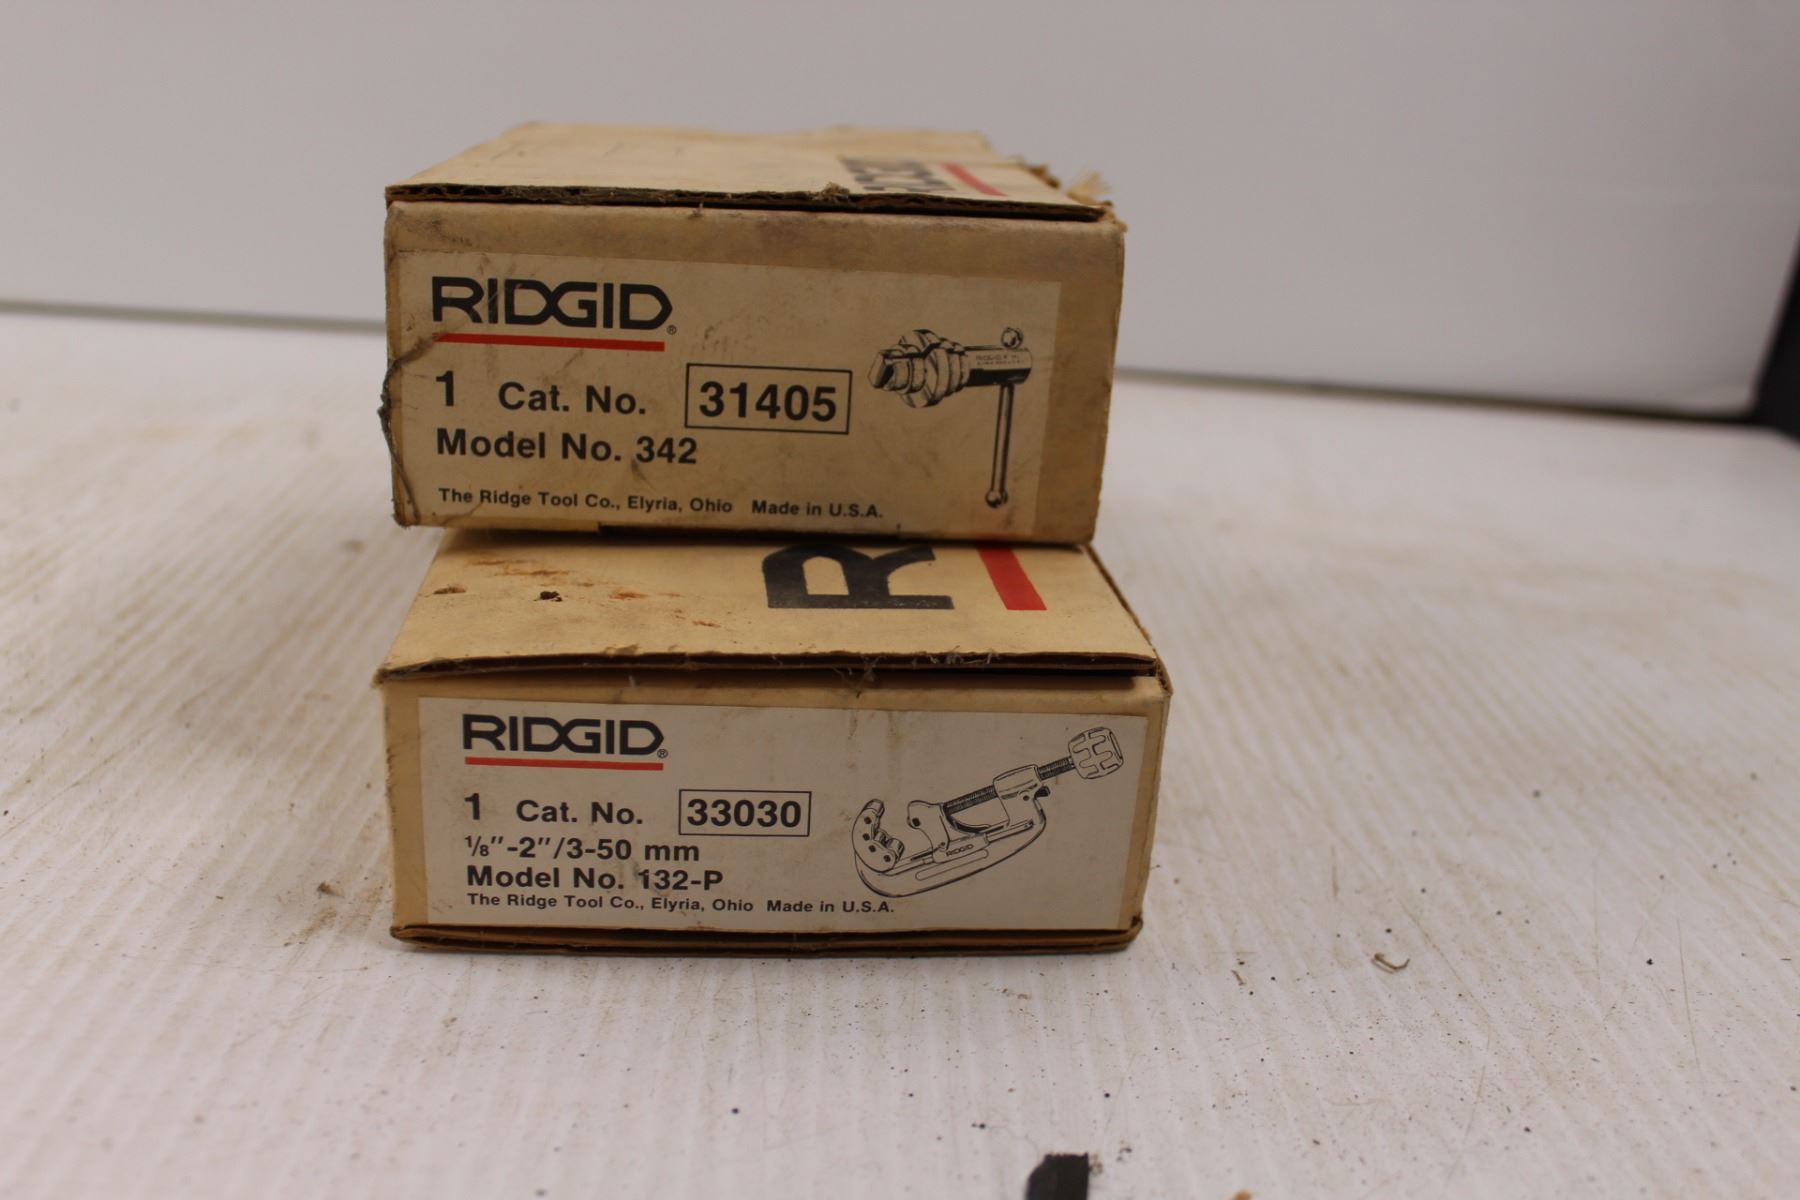 RIDGID®
1 Cat. No. 31405
Model No. 342
The Ridge Tool Co., Elyria, Ohio Made in U.S.A.
R
RIDGID®
1 Cat. No. 33030
⅛"-2"/3-50 mm
Model No. 132-P
The Ridge Tool Co., Elyria, Ohio Made in U.S.A.
RIDGID